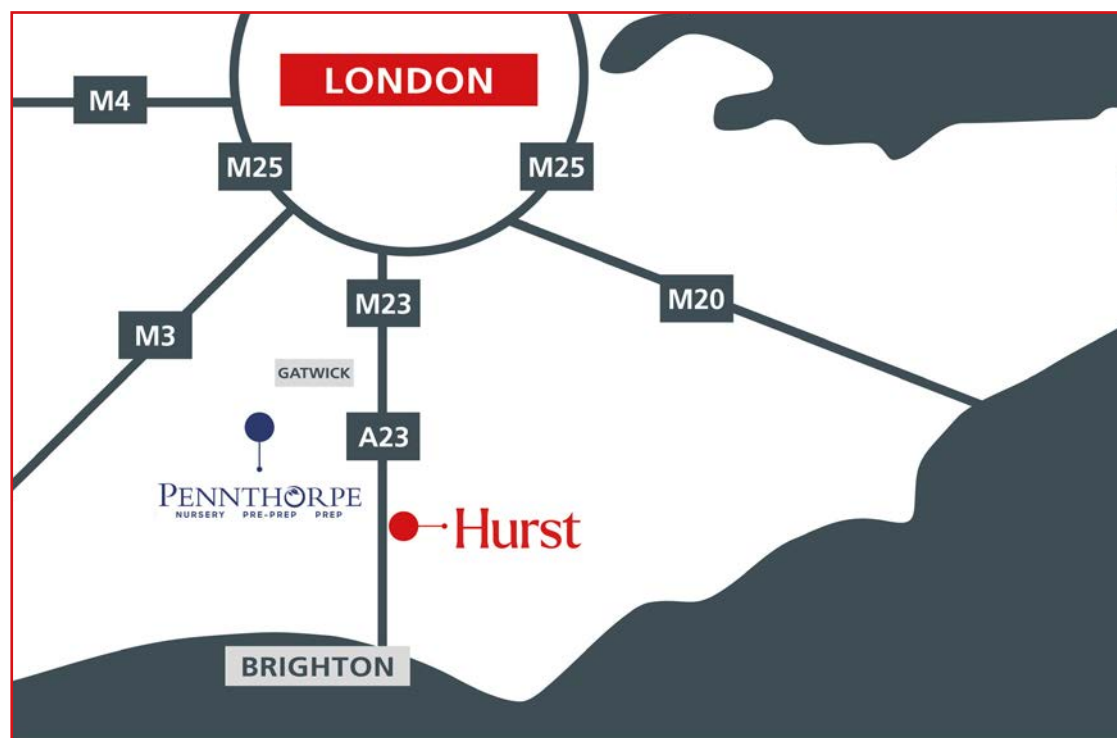 LONDON
M4
M25
M25
M23
M20
M3
GATWICK
A23
PENNTHORPE
NURSERY PRE-PREP PREP
Hurst
BRIGHTON